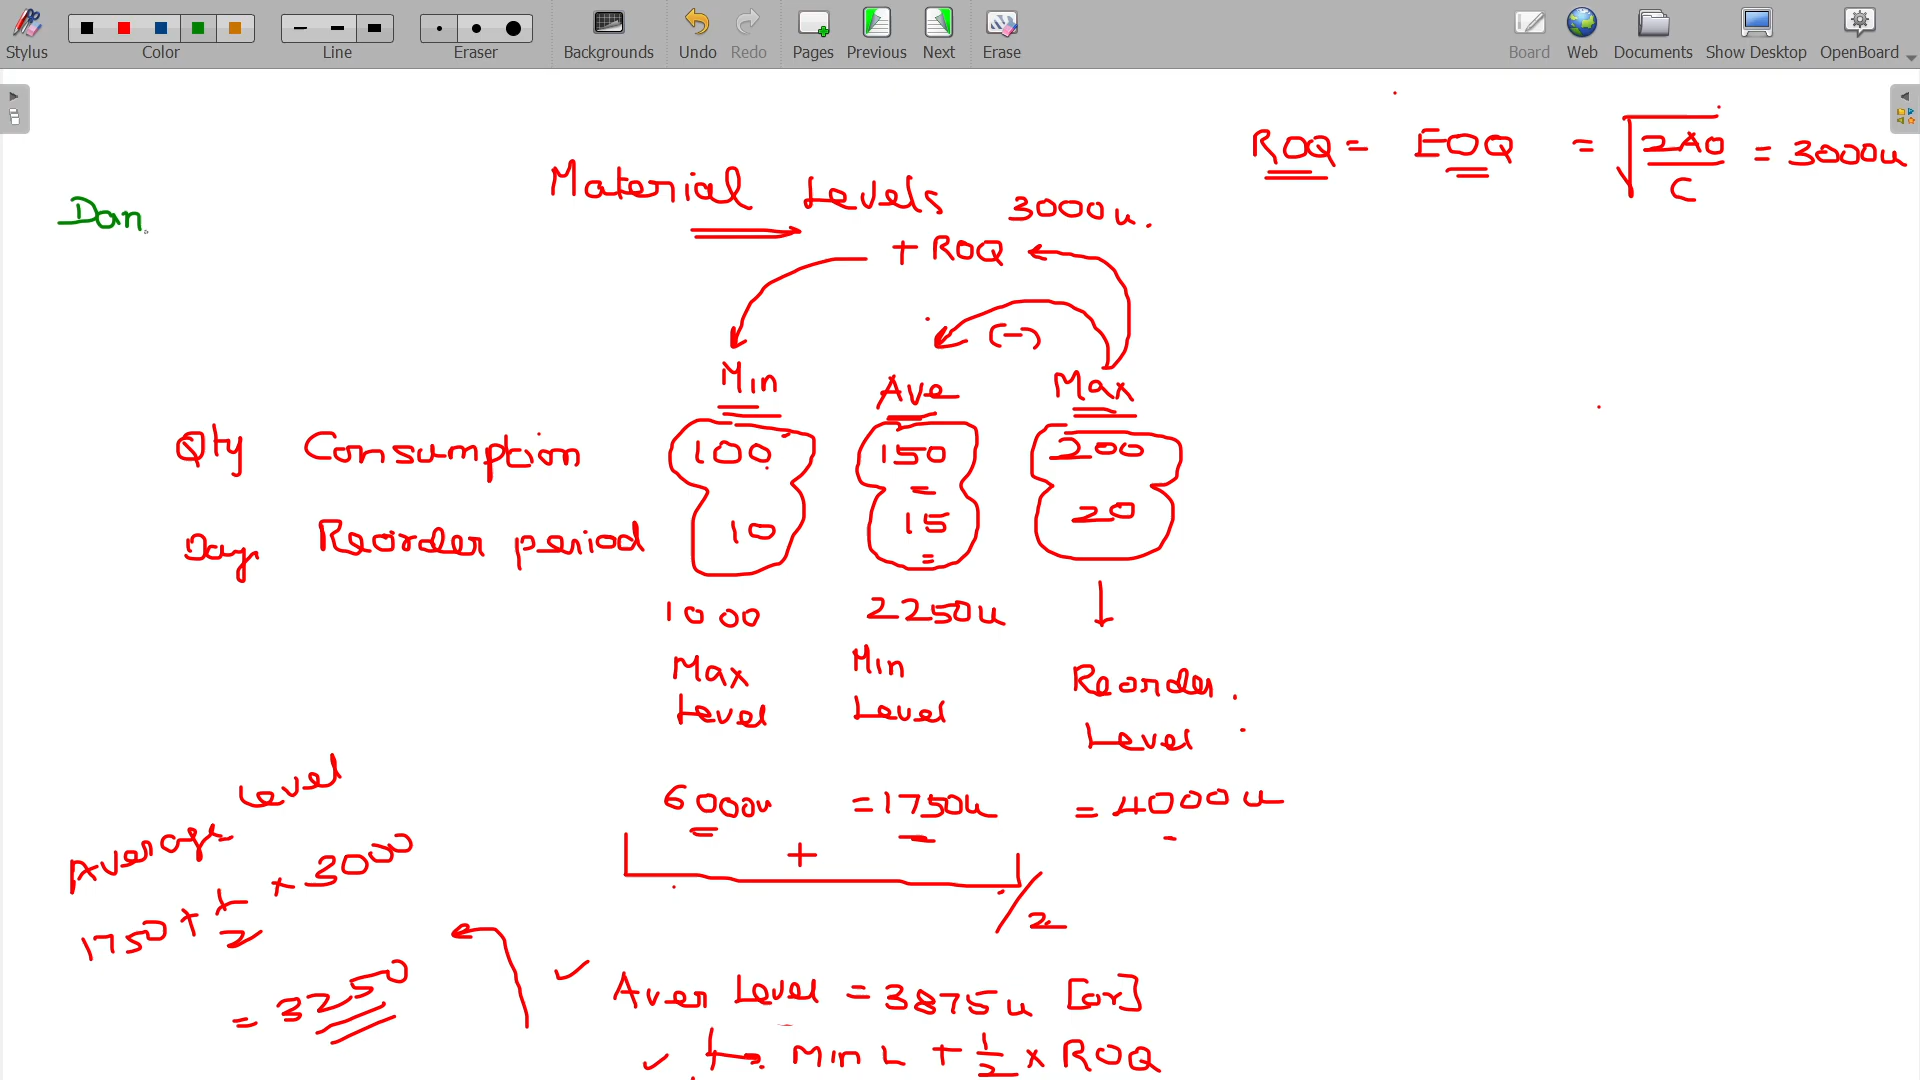 Stylus Color Line Eraser Backgrounds Undo Redo Pages Previous Next Erase Board Web Documents Show Desktop OpenBoard
ROQ = EOQ = √2AO/C = 3000u
Material Levels
3000u.
Dan
+ ROQ
(-)
Min Ave Max
Qty Consumption 100 150 200
Days Reorder period 10 15 20
1000 2250u
Max Level
Min Level
Reorder Level
6000u = 1750u = 4000u
+
/2
Average Level
1750 + 1/2 × 3000
= 3250
✓ Aver Level = 3875u [or]
✓ Min L + 1/2 × ROQ